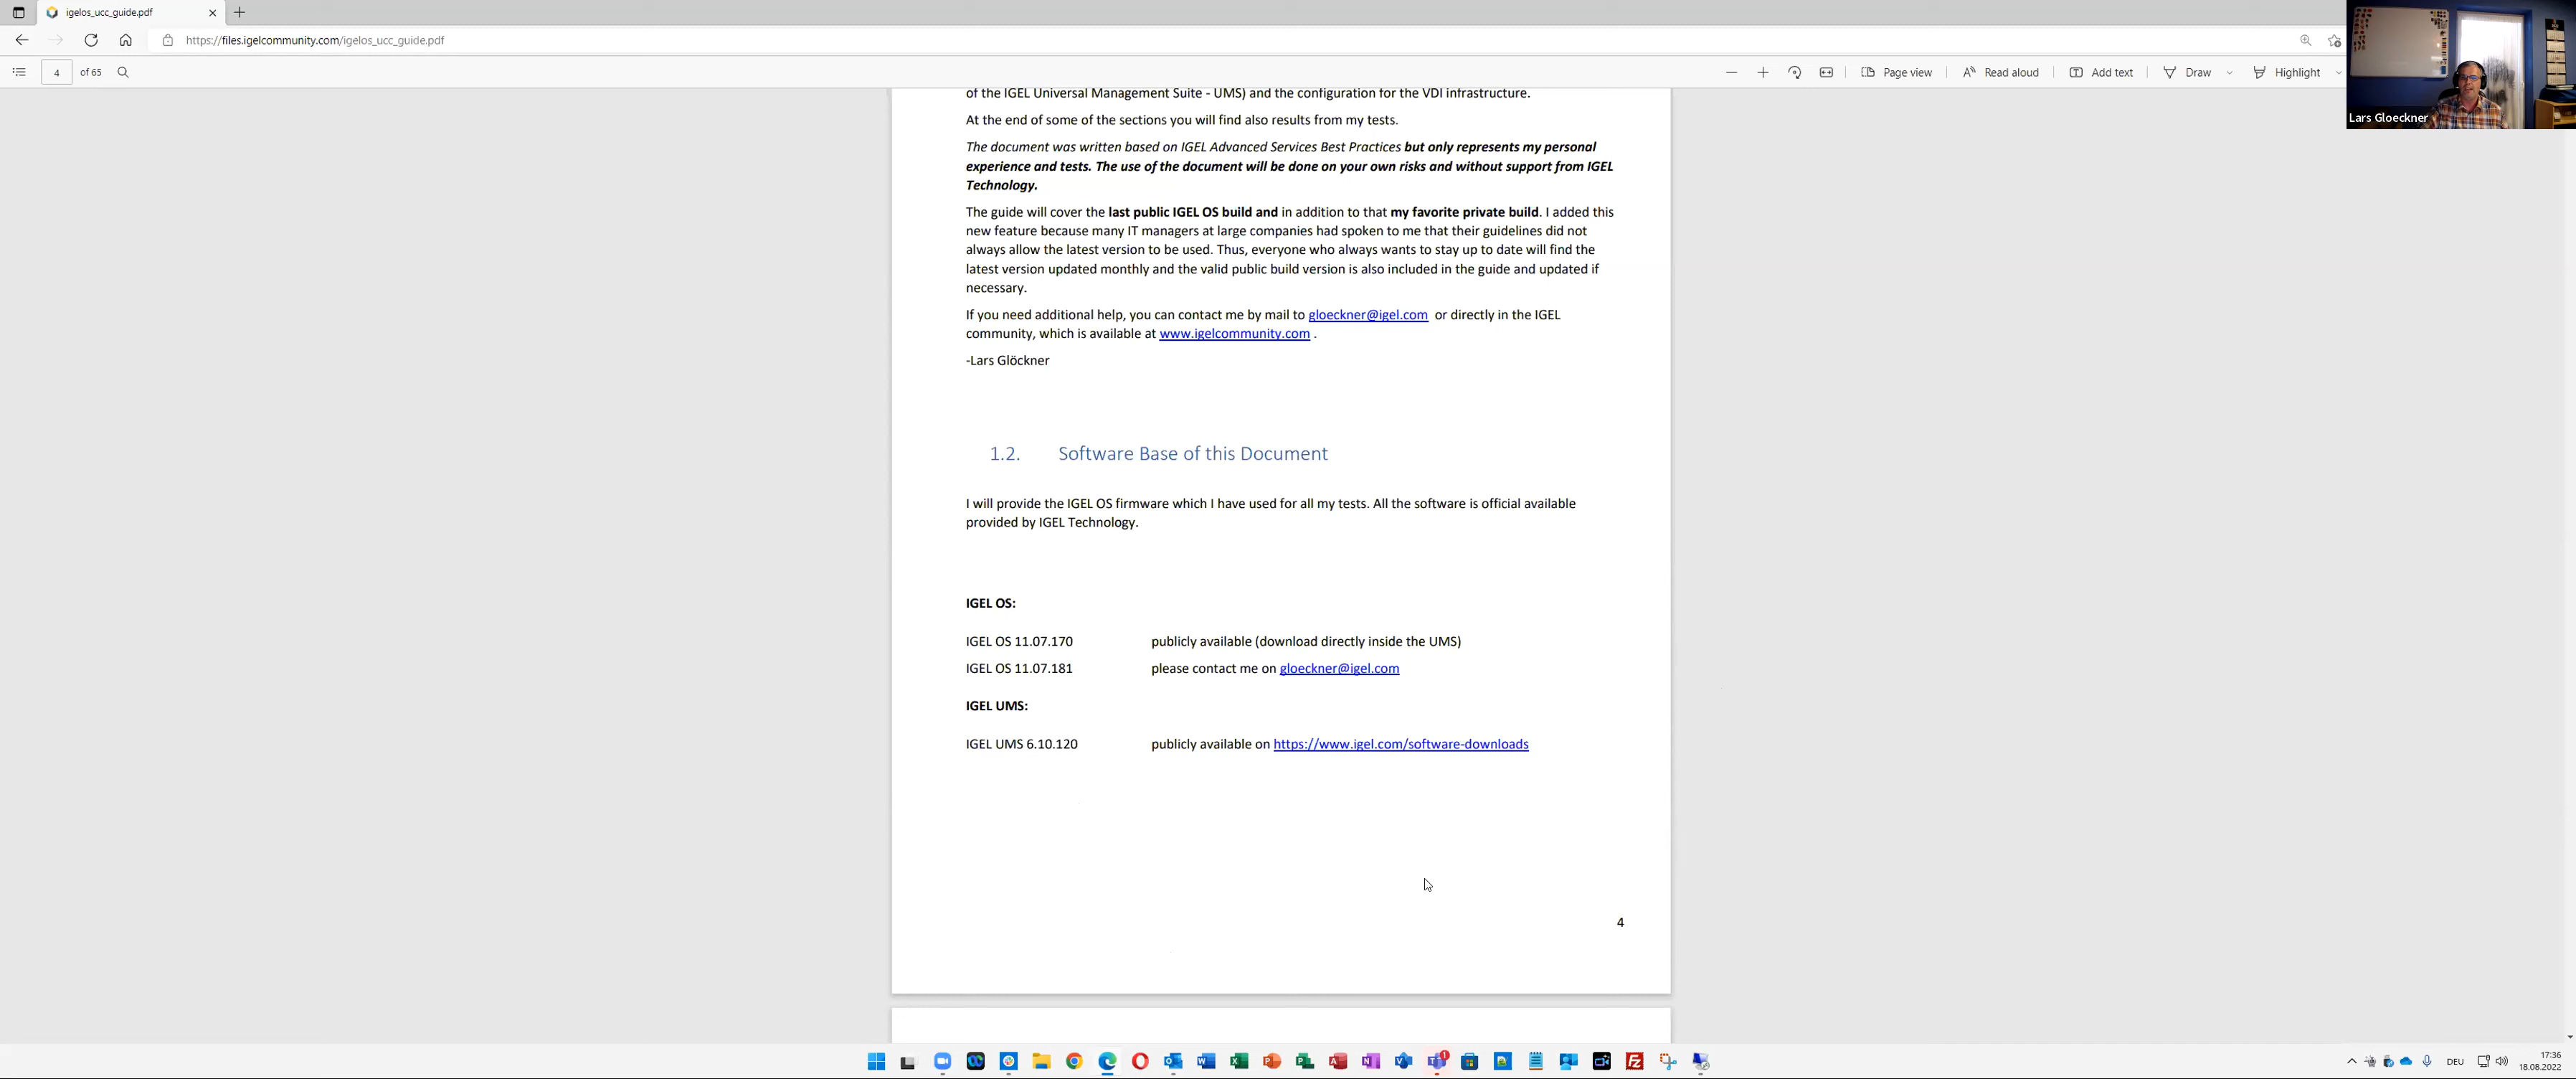 igelos_ucc_guide.pdf
https://files.igelcommunity.com/igelos_ucc_guide.pdf
4 of 65
Page view
Read aloud
Add text
Draw
Highlight
Lars Gloeckner
of the IGEL Universal Management Suite - UMS) and the configuration for the VDI infrastructure.
At the end of some of the sections you will find also results from my tests.
The document was written based on IGEL Advanced Services Best Practices but only represents my personal
experience and tests. The use of the document will be done on your own risks and without support from IGEL
Technology.
The guide will cover the last public IGEL OS build and in addition to that my favorite private build. I added this
new feature because many IT managers at large companies had spoken to me that their guidelines did not
always allow the latest version to be used. Thus, everyone who always wants to stay up to date will find the
latest version updated monthly and the valid public build version is also included in the guide and updated if
necessary.
If you need additional help, you can contact me by mail to gloeckner@igel.com or directly in the IGEL
community, which is available at www.igelcommunity.com .
-Lars Glöckner
1.2. Software Base of this Document
I will provide the IGEL OS firmware which I have used for all my tests. All the software is official available
provided by IGEL Technology.
IGEL OS:
IGEL OS 11.07.170 publicly available (download directly inside the UMS)
IGEL OS 11.07.181 please contact me on gloeckner@igel.com
IGEL UMS:
IGEL UMS 6.10.120 publicly available on https://www.igel.com/software-downloads
4
DEU
17:36
18.08.2022